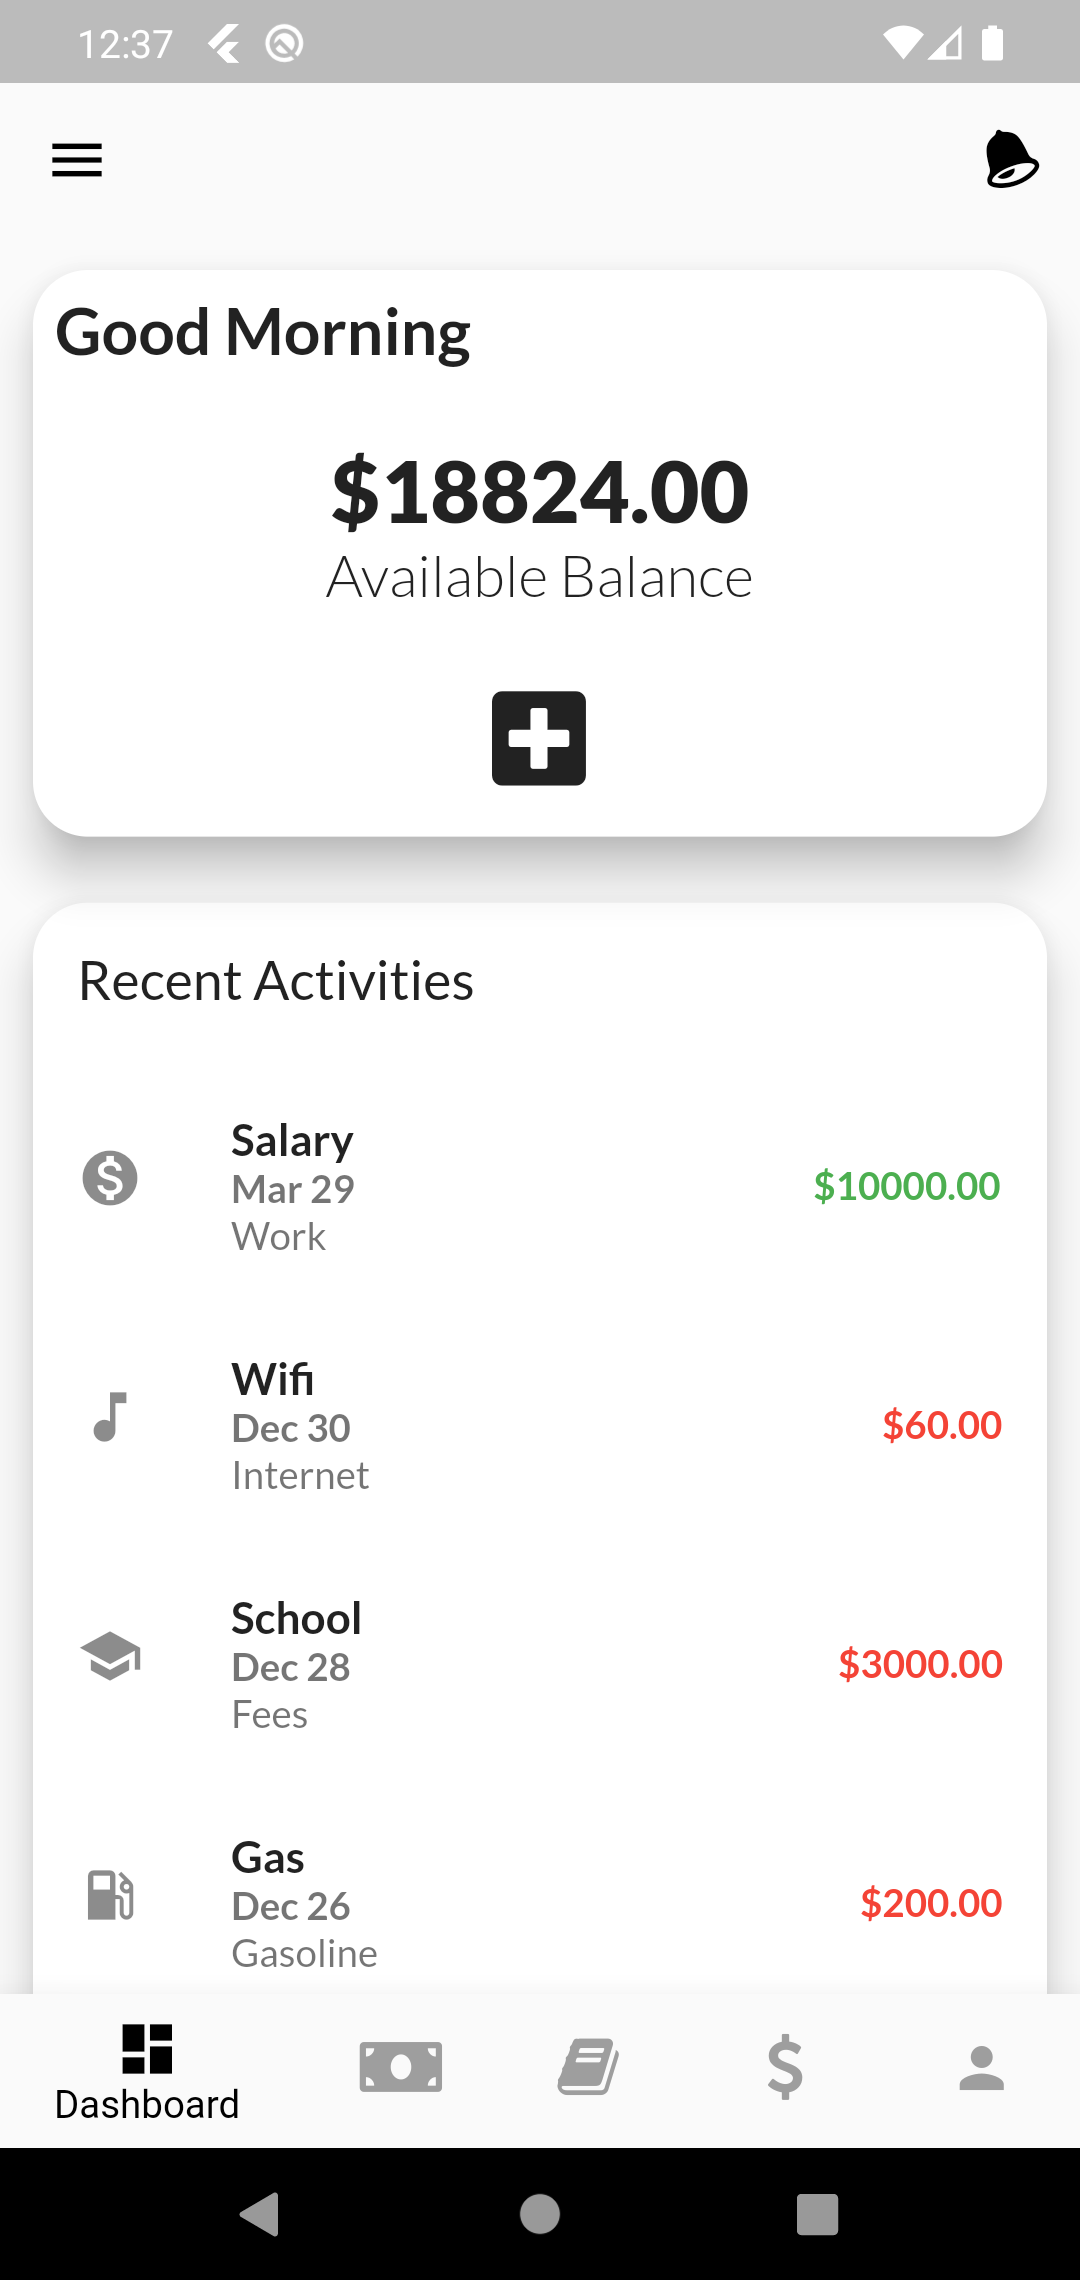 12:37
Good Morning
$18824.00
Available Balance
Recent Activities
Salary
Mar 29
Work
$10000.00
Wifi
Dec 30
Internet
$60.00
School
Dec 28
Fees
$3000.00
Gas
Dec 26
Gasoline
$200.00
Dashboard